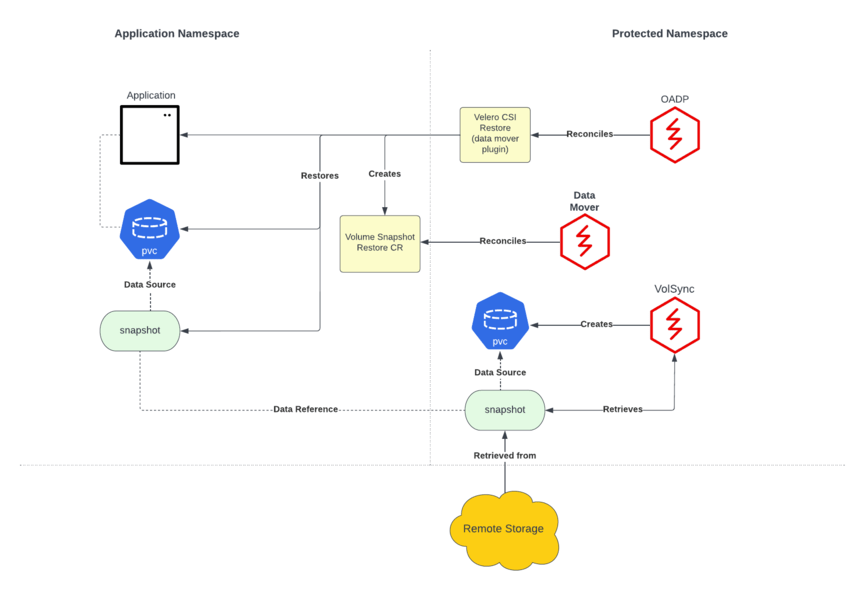 Application Namespace
Protected Namespace
Application
OADP
Velero CSI
Restore
(data mover
plugin)
Reconciles
Restores
Creates
Data
Mover
Volume Snapshot
Restore CR
Reconciles
pvc
Data Source
VolSync
snapshot
Creates
pvc
Data Source
Data Reference
snapshot
Retrieves
Retrieved from
Remote Storage